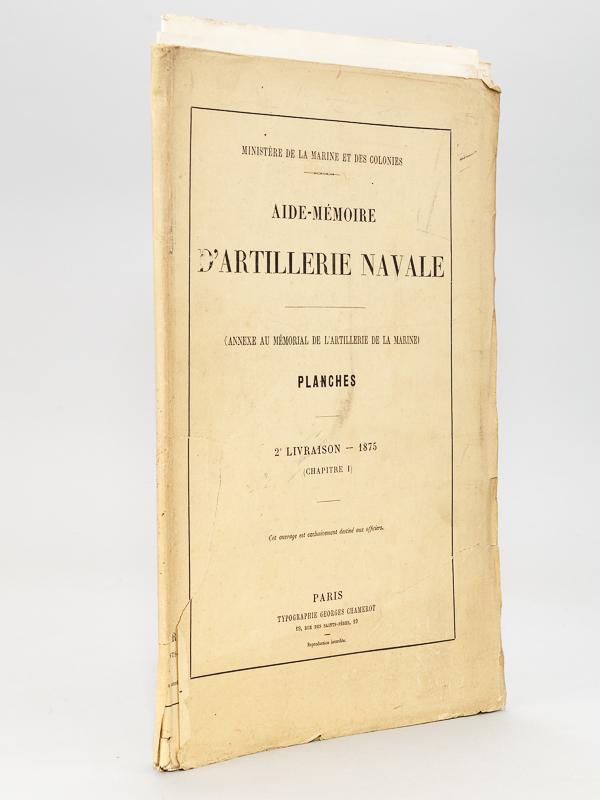 MINISTÈRE DE LA MARINE ET DES COLONIES
AIDE-MÉMOIRE
D'ARTILLERIE NAVALE
(ANNEXE AU MÉMORIAL DE L'ARTILLERIE DE LA MARINE)
PLANCHES
2e LIVRAISON — 1875
(CHAPITRE I)
Cet ouvrage est exclusivement destiné aux officiers.
PARIS
TYPOGRAPHIE GEORGES CHAMEROT
19, RUE DES SAINTS-PÈRES, 19
Reproduction interdite.